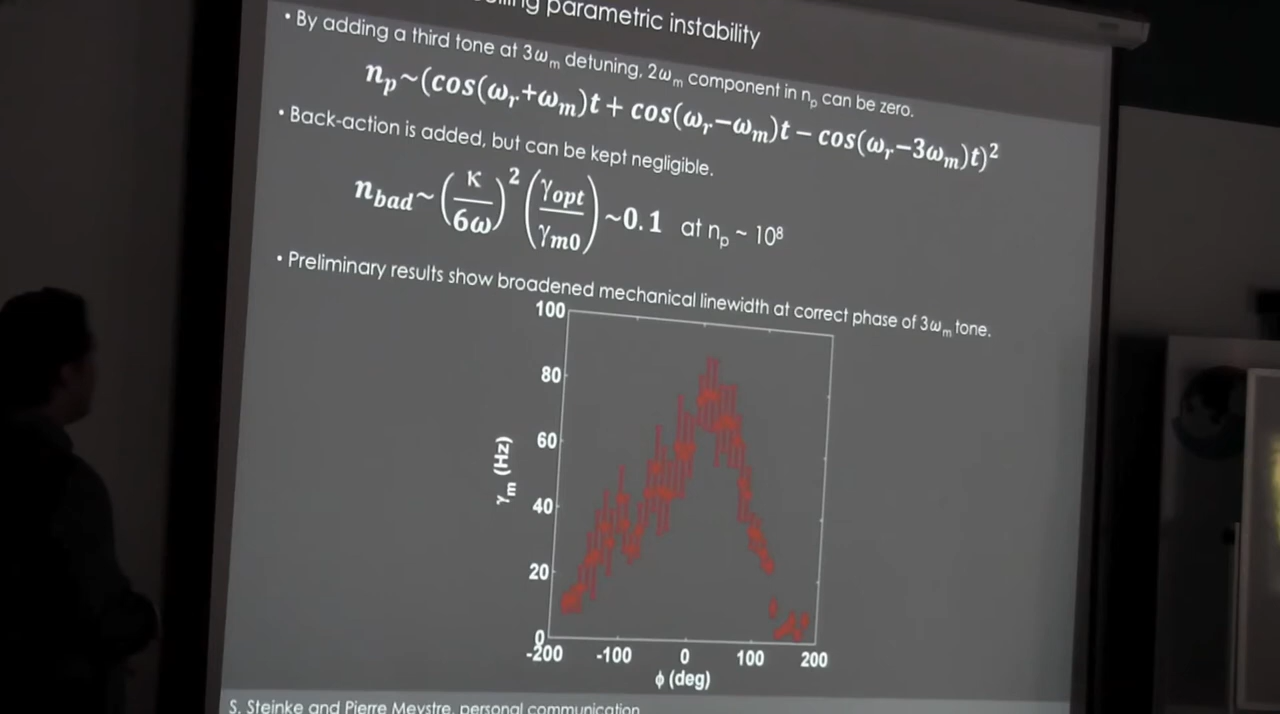 parametric instability
• By adding a third tone at 3ωm detuning, 2ωm component in np can be zero.
np~(cos(ωr+ωm)t + cos(ωr−ωm)t − cos(ωr−3ωm)t)²
• Back-action is added, but can be kept negligible.
nbad~(κ/6ω)²(γopt/γm0)~0.1 at np ~ 10⁸
• Preliminary results show broadened mechanical linewidth at correct phase of 3ωm tone.
100
80
60
40
20
0
γm (Hz)
-200 -100 0 100 200
ϕ (deg)
S. Steinke and Pierre Meystre, personal communication